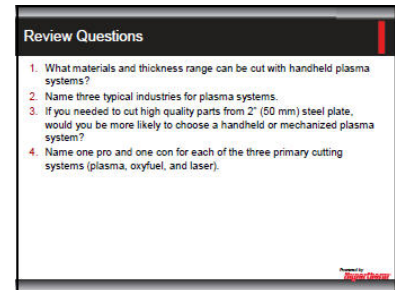 Review Questions
1. What materials and thickness range can be cut with handheld plasma
systems?
2. Name three typical industries for plasma systems.
3. If you needed to cut high quality parts from 2" (50 mm) steel plate,
would you be more likely to choose a handheld or mechanized plasma
system?
4. Name one pro and one con for each of the three primary cutting
systems (plasma, oxyfuel, and laser).
Powered by
Hypertherm